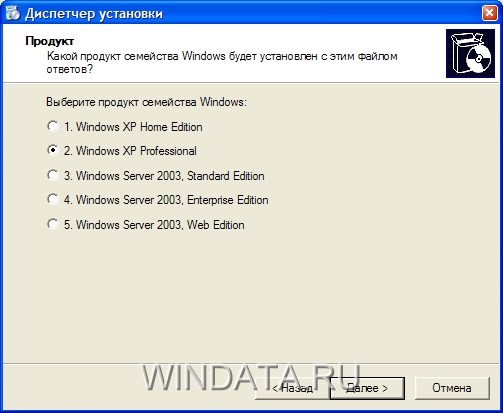 Диспетчер установки
Продукт
Какой продукт семейства Windows будет установлен с этим файлом
ответов?
Выберите продукт семейства Windows:
1. Windows XP Home Edition
2. Windows XP Professional
3. Windows Server 2003, Standard Edition
4. Windows Server 2003, Enterprise Edition
5. Windows Server 2003, Web Edition
WINDATA.RU
< Назад Далее > Отмена